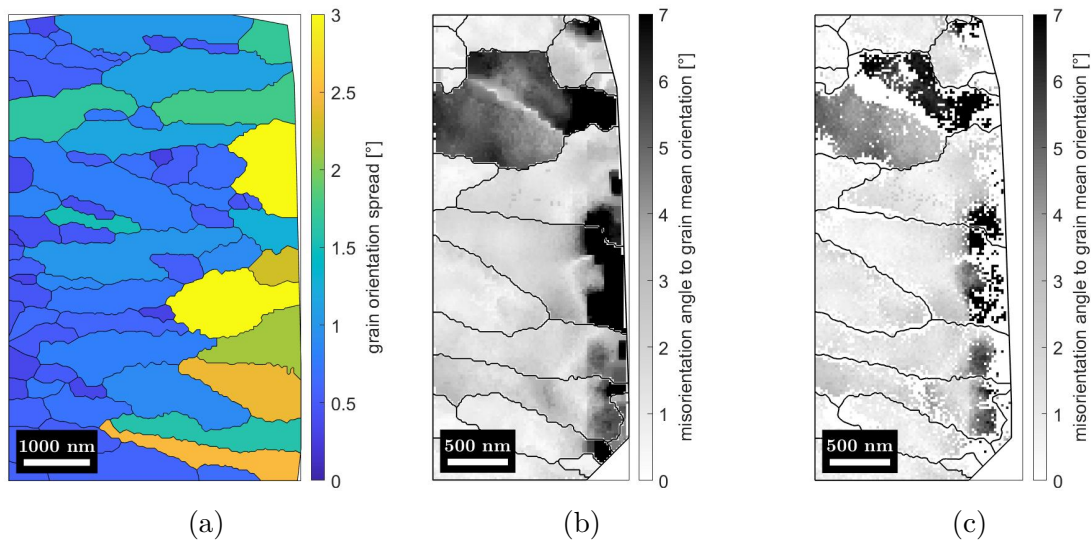 3
2.5
2
1.5
1
0.5
0
grain orientation spread [°]
1000 nm
(a)
7
6
5
4
3
2
1
0
misorientation angle to grain mean orientation [°]
500 nm
(b)
7
6
5
4
3
2
1
0
misorientation angle to grain mean orientation [°]
500 nm
(c)